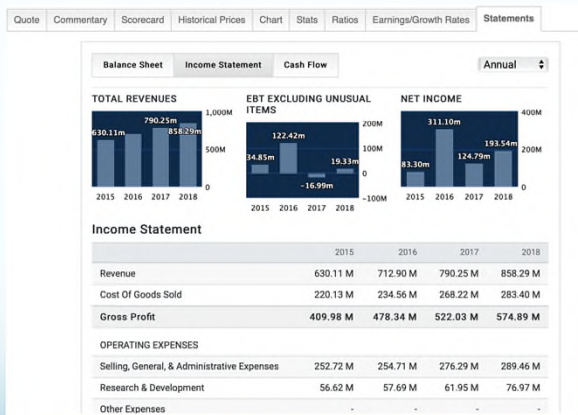 Quote Commentary Scorecard Historical Prices Chart Stats Ratios Earnings/Growth Rates Statements
Balance Sheet Income Statement Cash Flow Annual
TOTAL REVENUES
1,000M
500M
0
630.11m
790.25m
858.29m
2015 2016 2017 2018
EBT EXCLUDING UNUSUAL
ITEMS
200M
100M
0
-100M
34.85m
122.42m
-16.99m
19.33m
2015 2016 2017 2018
NET INCOME
400M
200M
0
83.30m
311.10m
124.79m
193.54m
2015 2016 2017 2018
Income Statement
2015 2016 2017 2018
Revenue 630.11 M 712.90 M 790.25 M 858.29 M
Cost Of Goods Sold 220.13 M 234.56 M 268.22 M 283.40 M
Gross Profit 409.98 M 478.34 M 522.03 M 574.89 M
OPERATING EXPENSES
Selling, General, & Administrative Expenses 252.72 M 254.71 M 276.29 M 289.46 M
Research & Development 56.62 M 57.69 M 61.95 M 76.97 M
Other Expenses - - - -